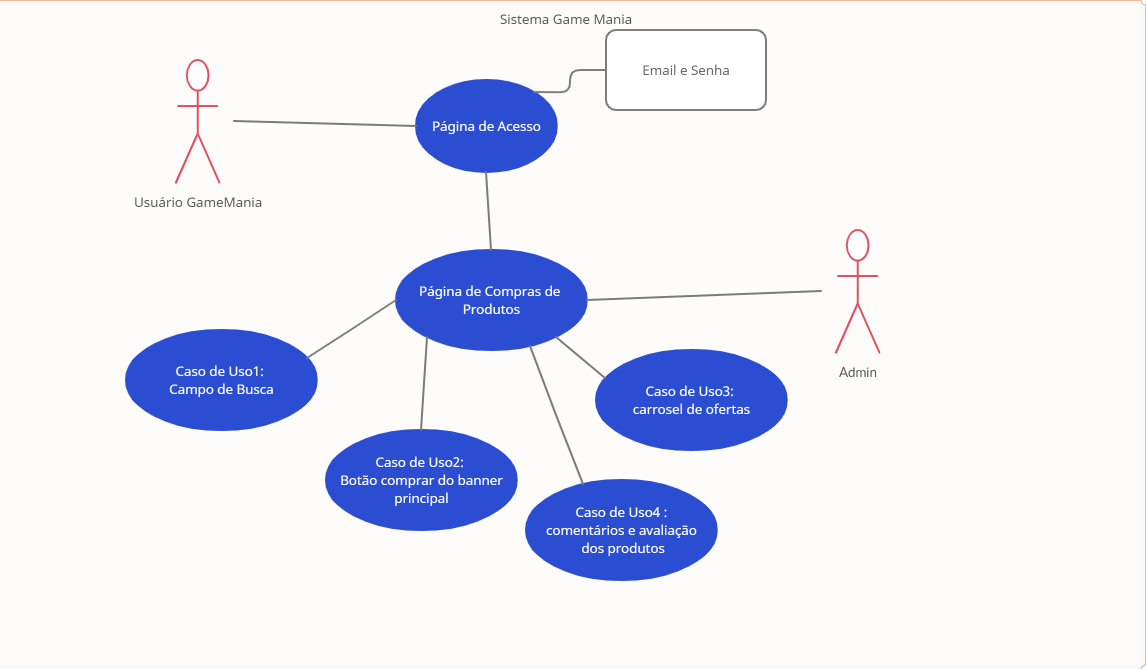 Sistema Game Mania
Email e Senha
Página de Acesso
Usuário GameMania
Página de Compras de
Produtos
Admin
Caso de Uso1:
Campo de Busca
Caso de Uso3:
carrosel de ofertas
Caso de Uso2:
Botão comprar do banner
principal
Caso de Uso4 :
comentários e avaliação
dos produtos